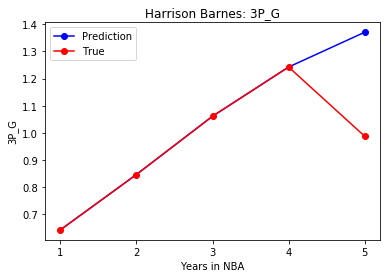 Harrison Barnes: 3P_G
Prediction
True
3P_G
1.4
1.3
1.2
1.1
1.0
0.9
0.8
0.7
1 2 3 4 5
Years in NBA